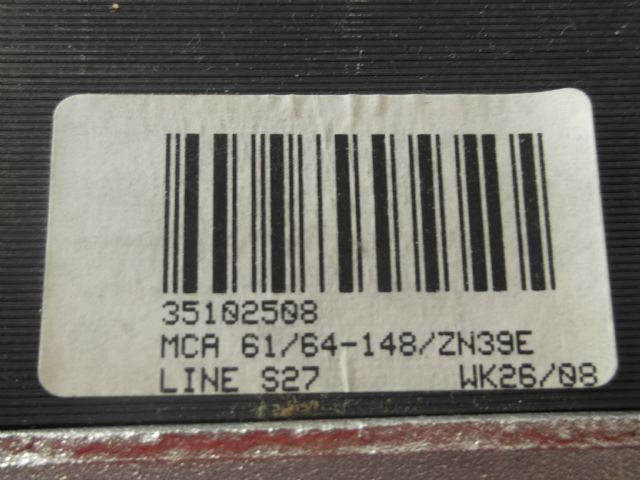 35102508
MCA 61/64-148/ZN39E
LINE S27 WK26/08